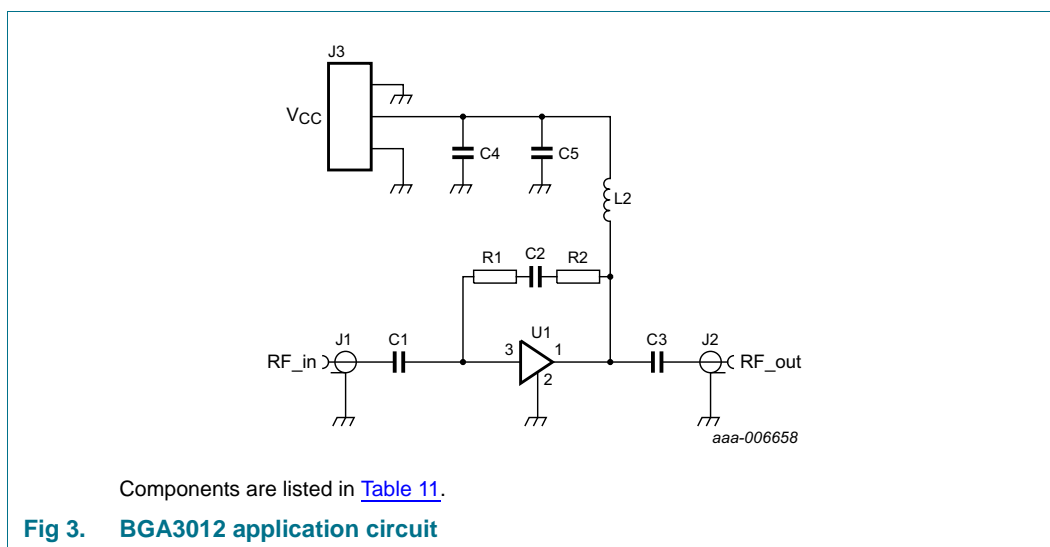 J3
VCC
C4
C5
L2
R1
C2
R2
U1
J1
C1
C3
J2
RF_in
3
1
RF_out
2
aaa-006658
Components are listed in Table 11.
Fig 3. BGA3012 application circuit